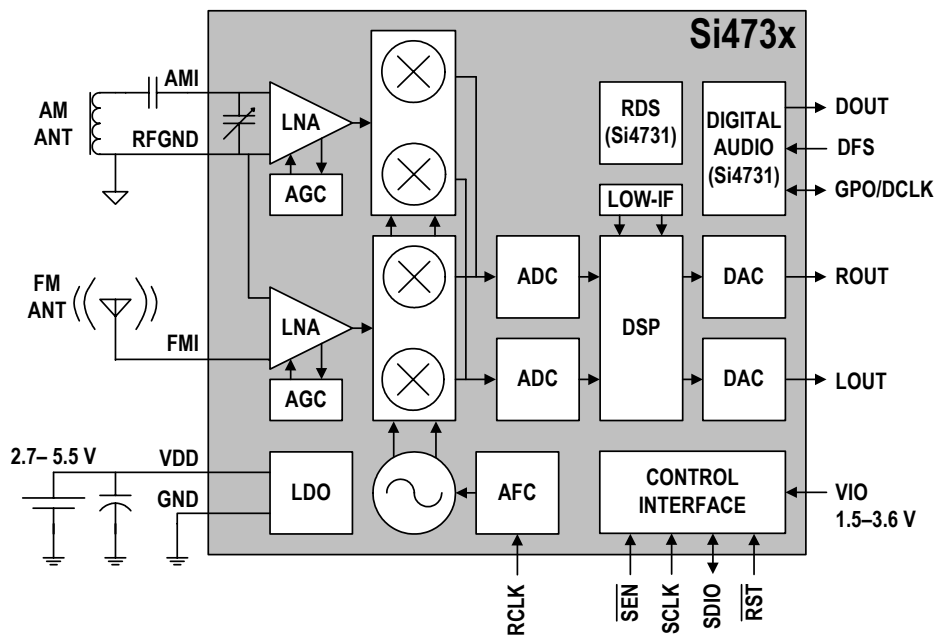 Si473x
AMI
AM
ANT
RFGND
LNA
AGC
RDS
(Si4731)
DIGITAL
AUDIO
(Si4731)
DOUT
DFS
GPO/DCLK
LOW-IF
FM
ANT
FMI
LNA
AGC
ADC
ADC
DSP
DAC
DAC
ROUT
LOUT
2.7– 5.5 V
VDD
GND
LDO
AFC
CONTROL
INTERFACE
VIO
1.5–3.6 V
RCLK
SEN
SCLK
SDIO
RST